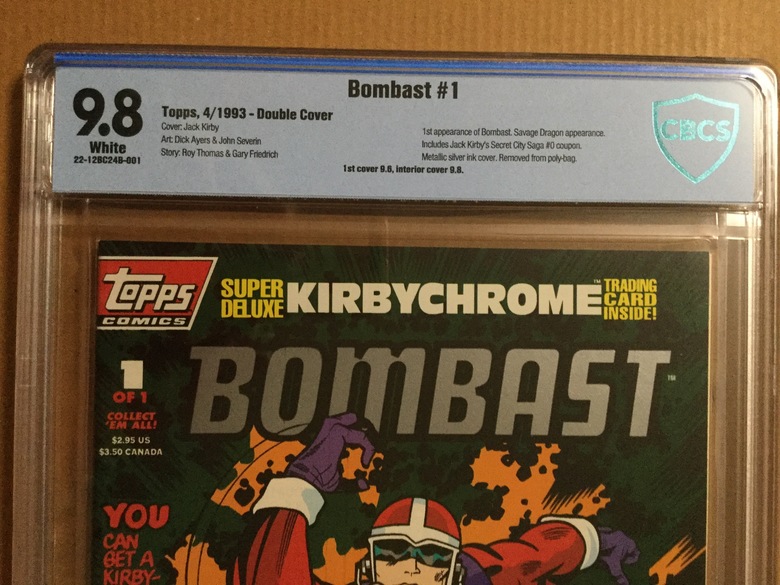 Bombast #1
9.8
White
22-12BC24B-001
Topps, 4/1993 - Double Cover
Cover: Jack Kirby
Art: Dick Ayers & John Severin
Story: Roy Thomas & Gary Friedrich
1st appearance of Bombast. Savage Dragon appearance.
Includes Jack Kirby's Secret City Saga #0 coupon.
Metallic silver ink cover. Removed from poly-bag.
1st cover 9.6, interior cover 9.8.
CBCS
Topps
COMICS
SUPER
DELUXE
KIRBYCHROME™
TRADING
CARD
INSIDE!
BOMBAST™
1
OF 1
COLLECT
'EM ALL!
$2.95 US
$3.50 CANADA
YOU
CAN
GET A
KIRBY-